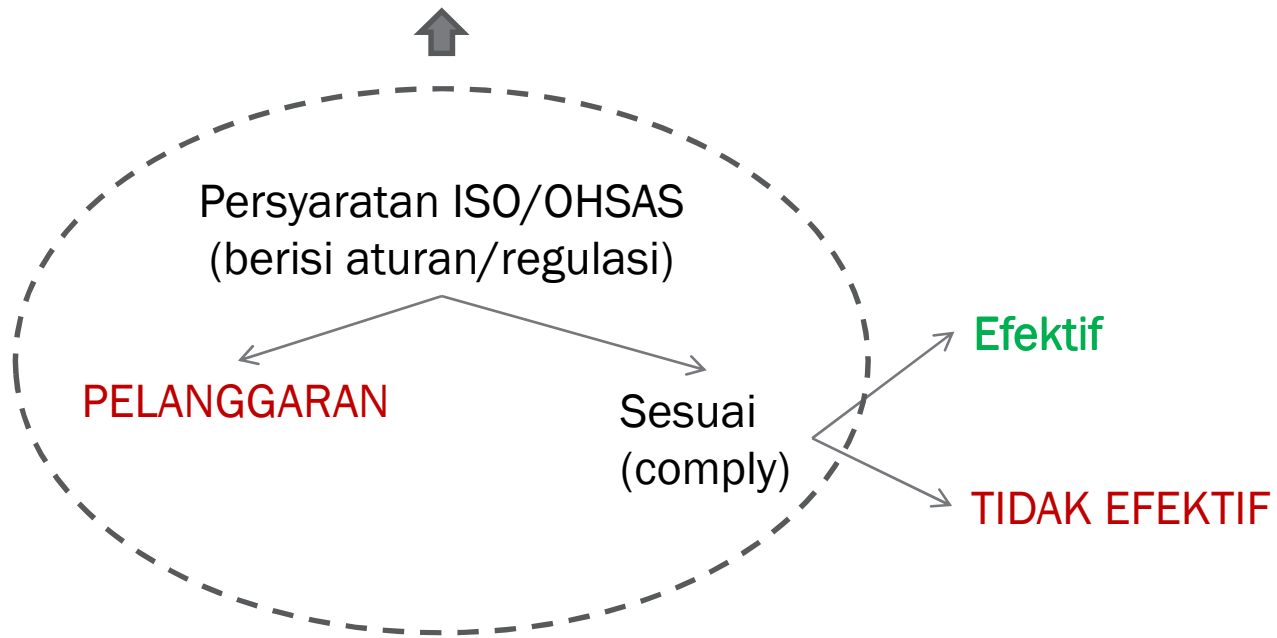 Persyaratan ISO/OHSAS
(berisi aturan/regulasi)
Efektif
PELANGGARAN
Sesuai
(comply)
TIDAK EFEKTIF